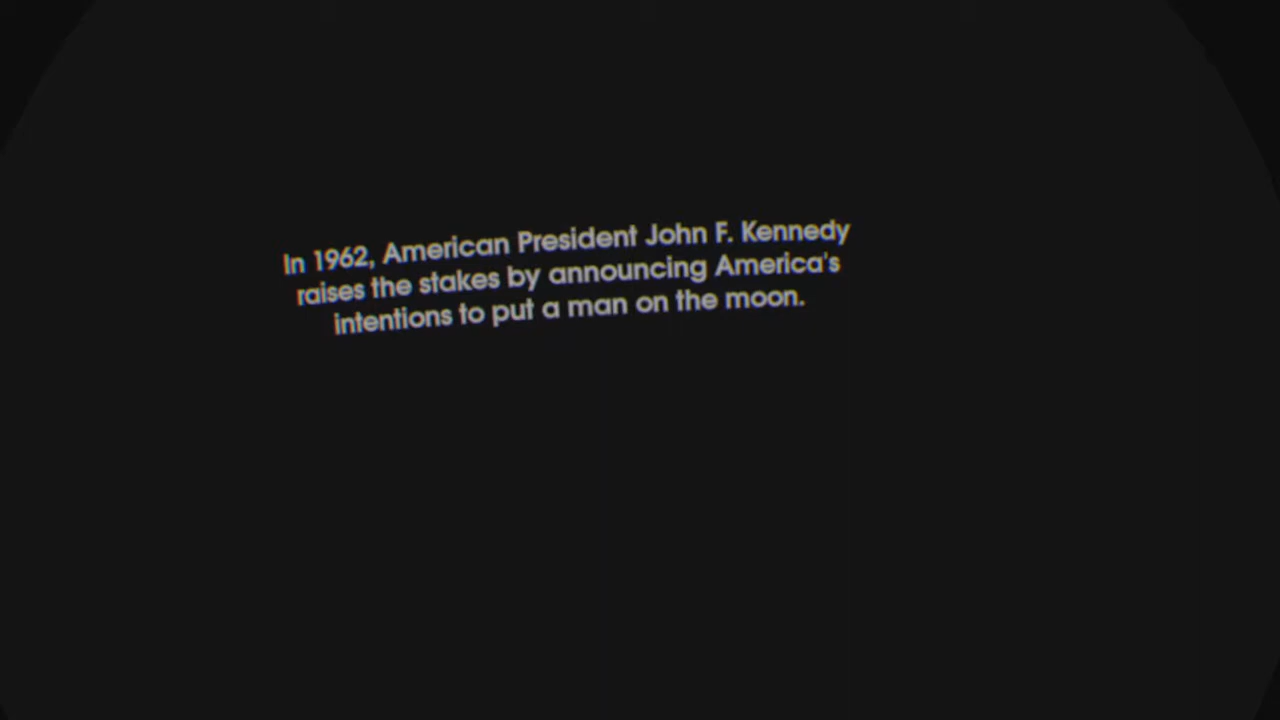 In 1962, American President John F. Kennedy
raises the stakes by announcing America's
intentions to put a man on the moon.